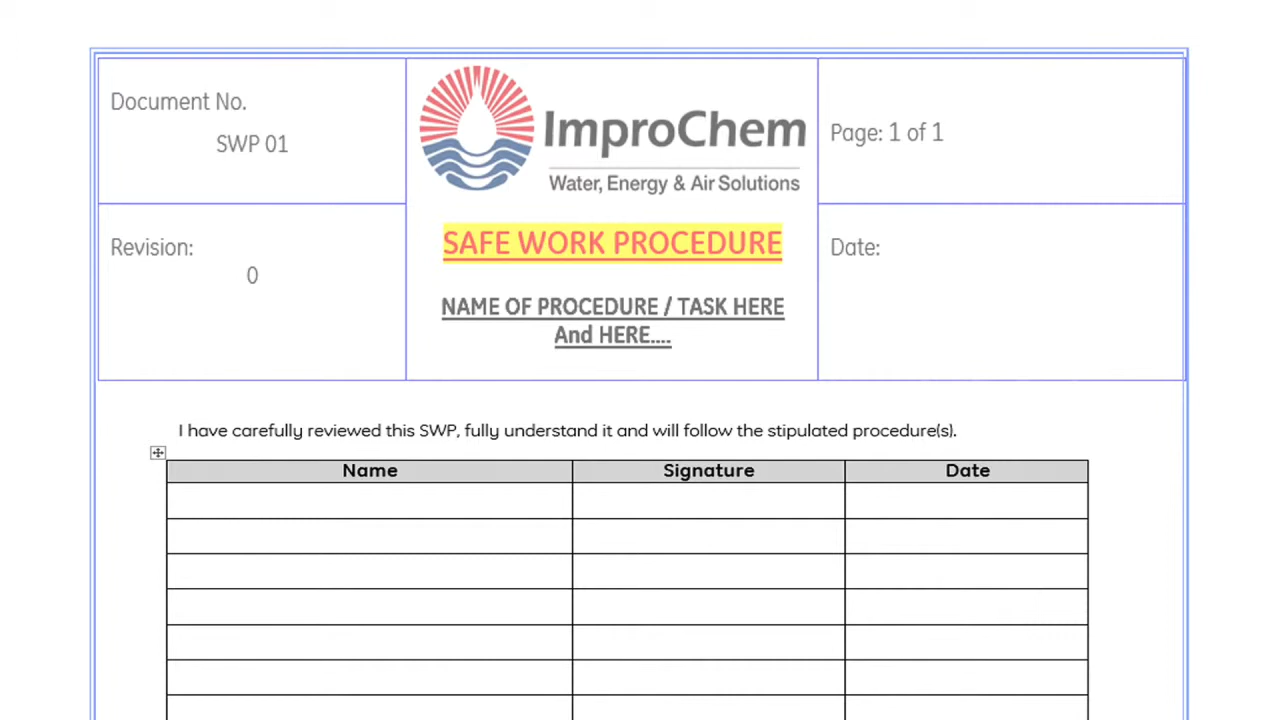 Document No.
SWP 01
ImproChem
Water, Energy & Air Solutions
Page: 1 of 1
Revision:
0
SAFE WORK PROCEDURE
NAME OF PROCEDURE / TASK HERE
And HERE....
Date:
I have carefully reviewed this SWP, fully understand it and will follow the stipulated procedure(s).
Name Signature Date